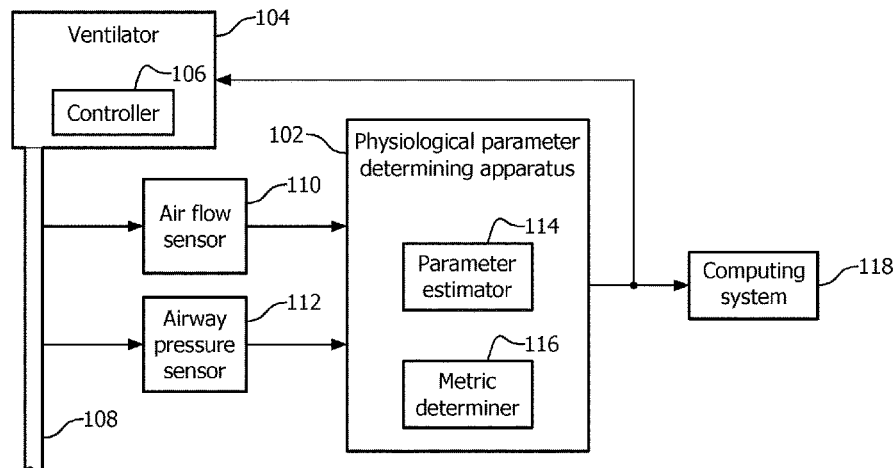 Ventilator
104
106
Controller
102
Physiological parameter
determining apparatus
110
Air flow
sensor
114
Parameter
estimator
Computing
system
118
112
Airway
pressure
sensor
116
Metric
determiner
108